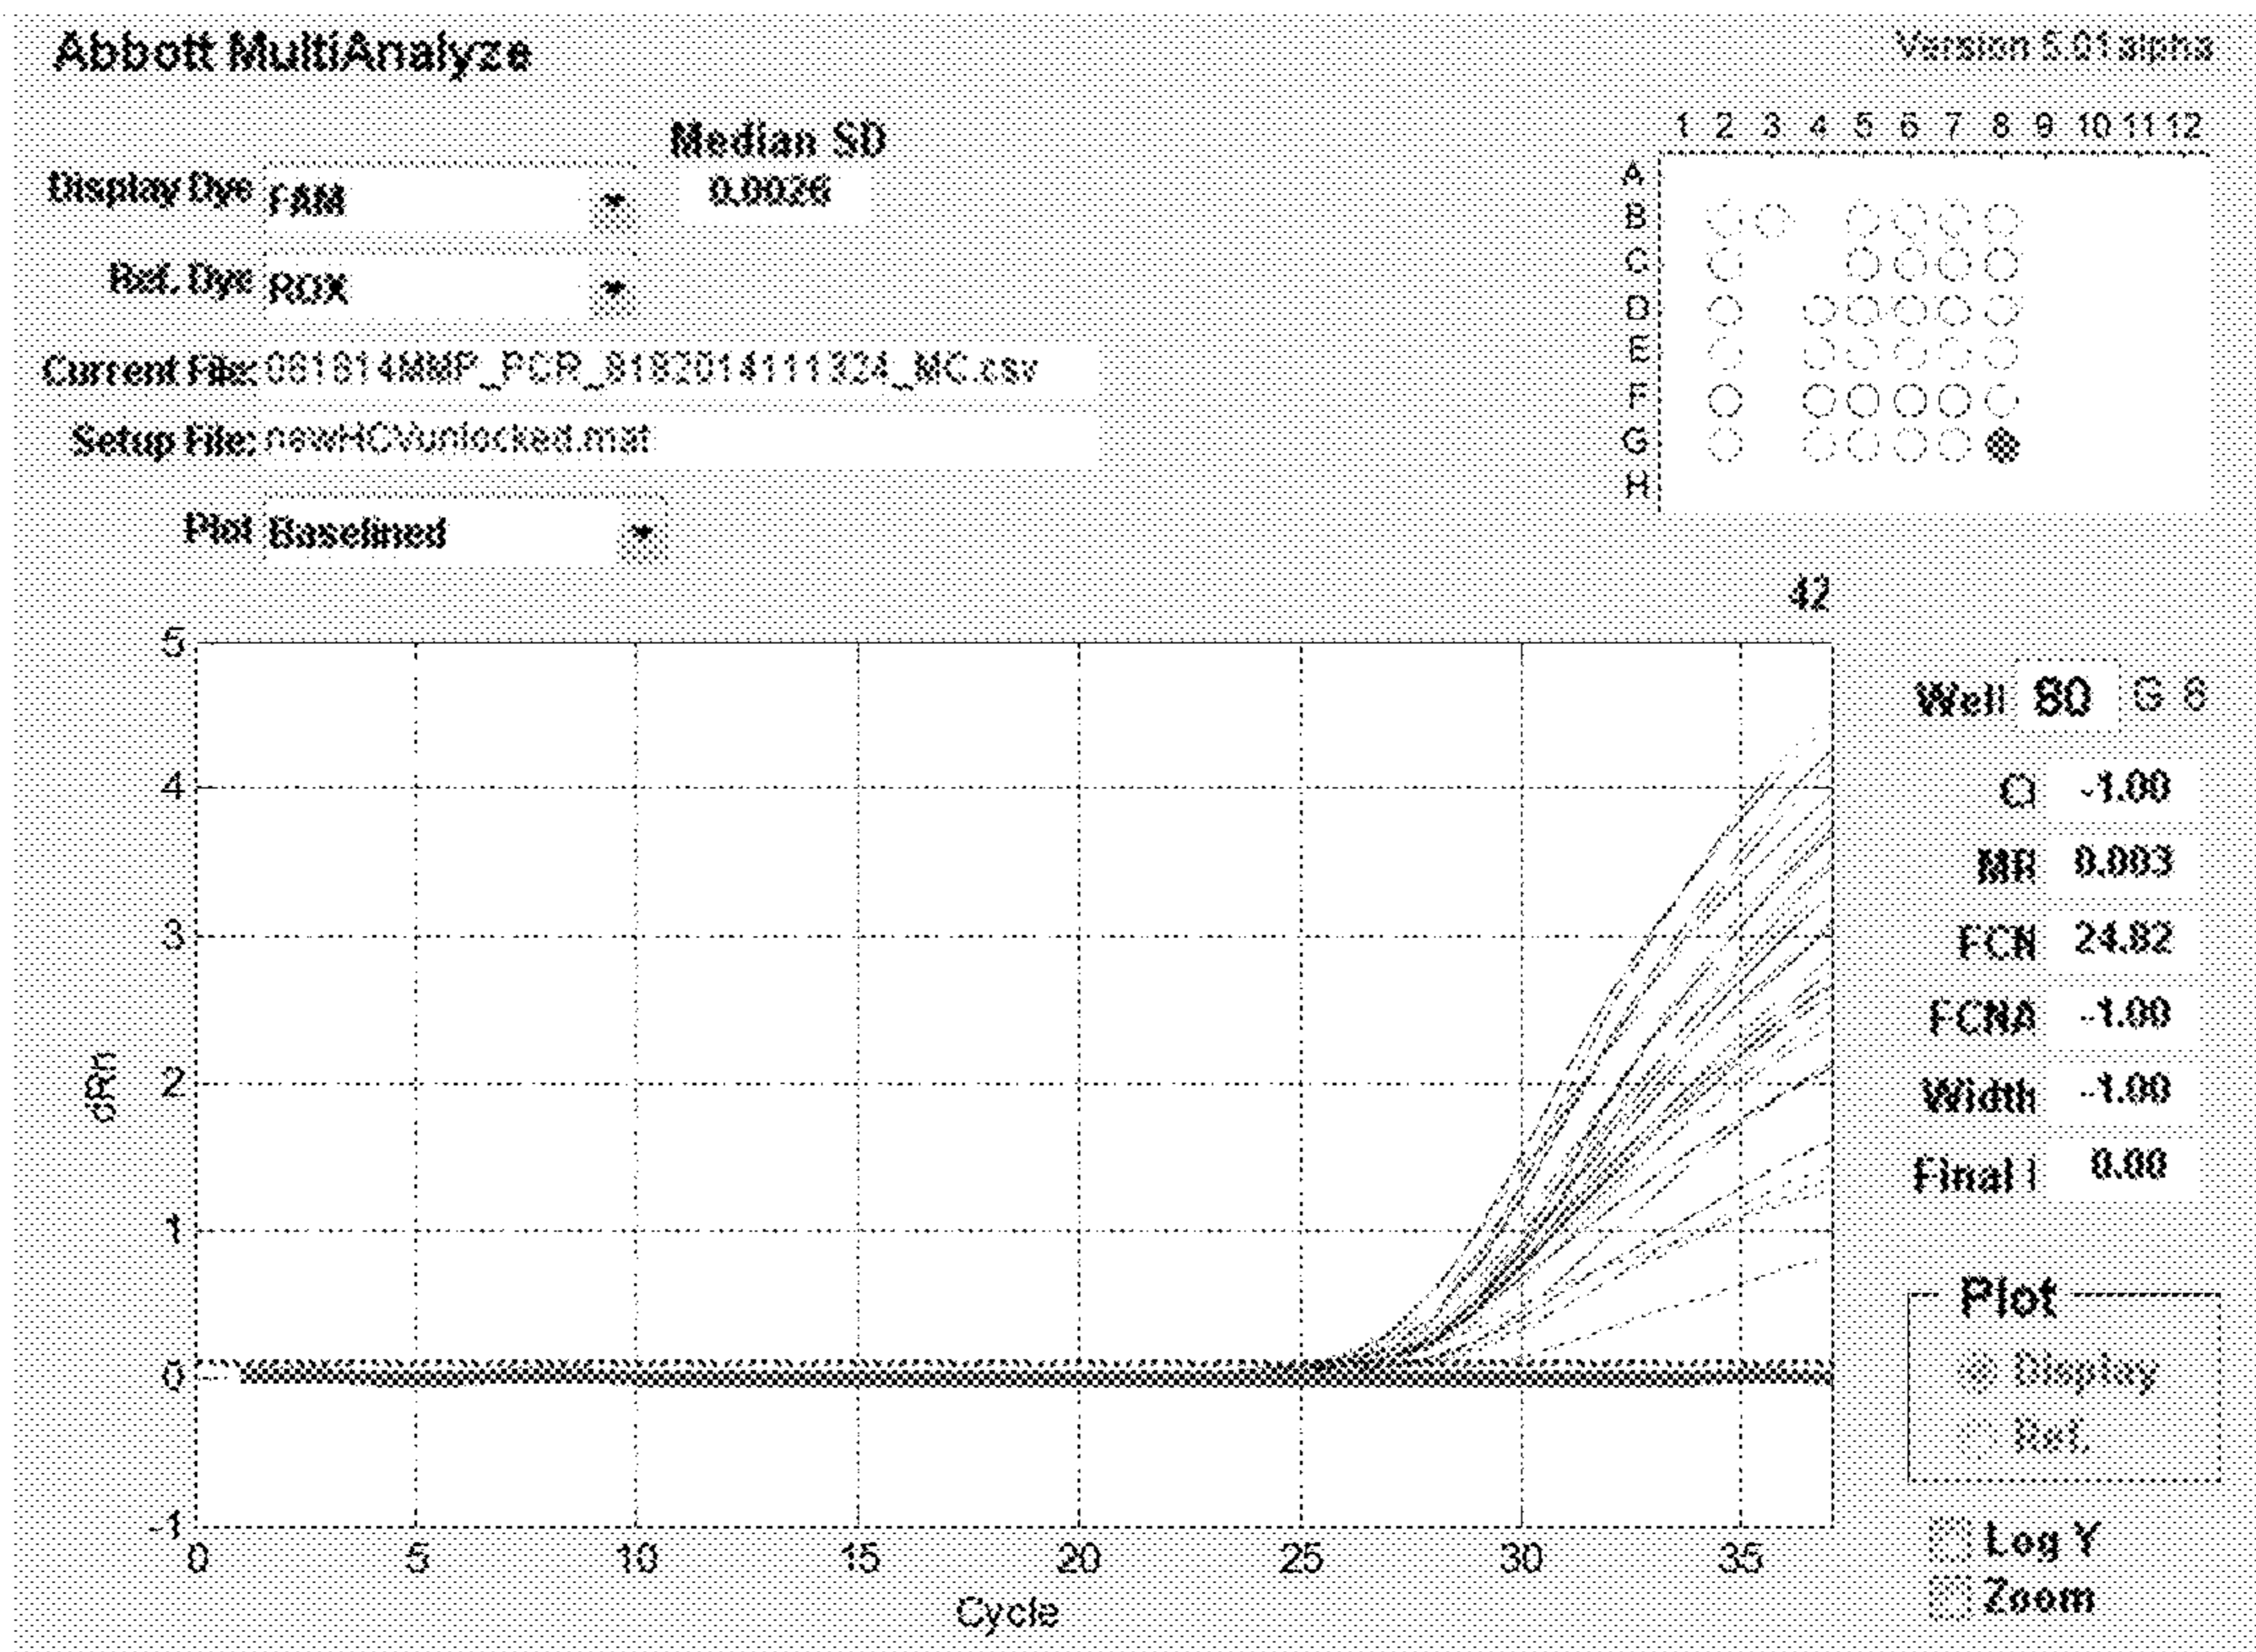 Abbott MultiAnalyze
Version 5.01alpha
Median SD
Display Dye FAM
0.0026
Ref. Dye ROX
Current File: 081814MMP_PCR_8182014111324_MC.csv
Setup File: newHCVunlocked.mat
Plot Baselined
1 2 3 4 5 6 7 8 9 10 11 12
A
B
C
D
E
F
G
H
42
5
4
3
2
1
0
-1
dRn
0 5 10 15 20 25 30 35
Cycle
Well 80 G 8
-1.00
MR 0.003
FCN 24.82
FCNA -1.00
Width -1.00
Final I 0.00
Plot
Display
Ref.
Log Y
Zoom